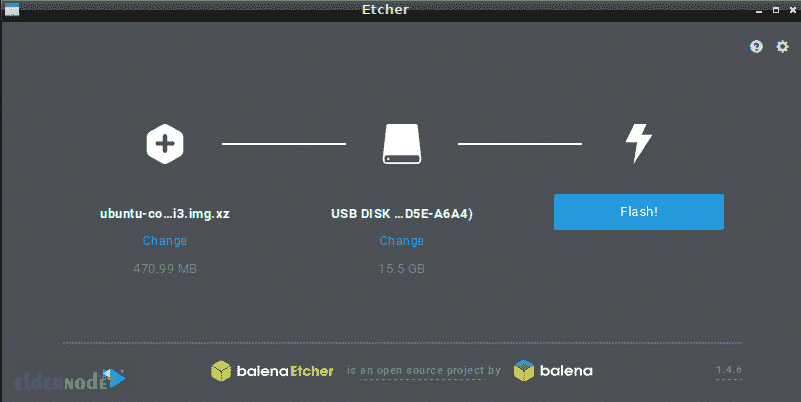 Etcher
ubuntu-co...i3.img.xz
USB DISK ...D5E-A6A4)
Flash!
Change
Change
470.99 MB
15.5 GB
balenaEtcher is an open source project by balena 1.4.6
eldernode